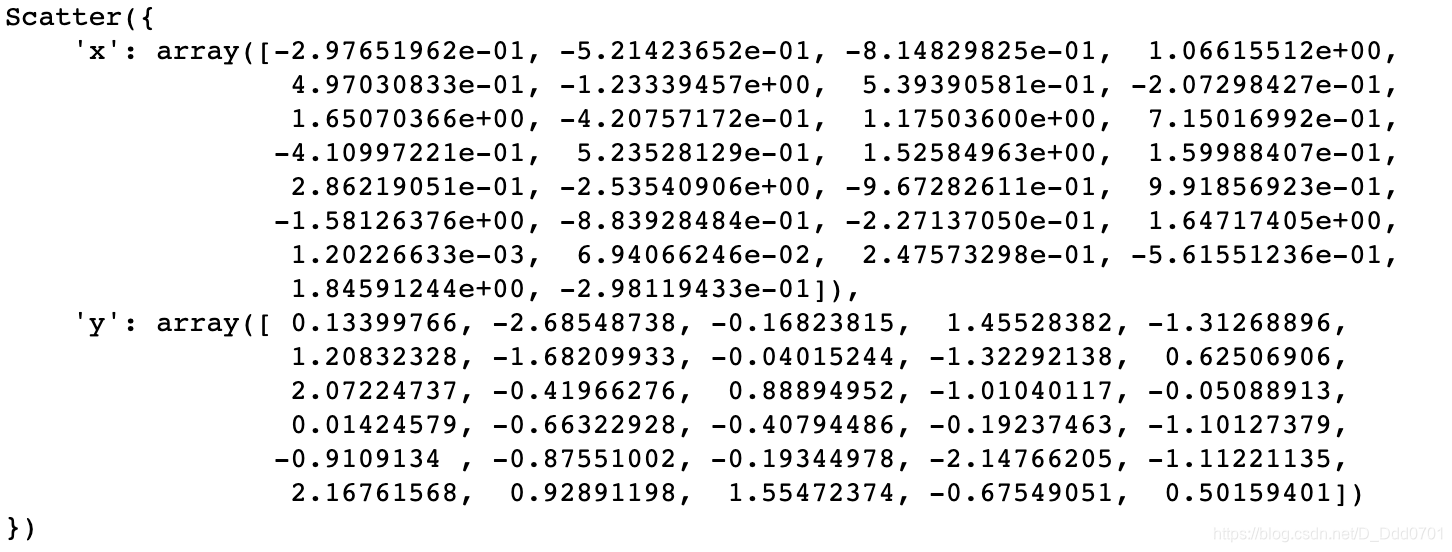 Scatter({
    'x': array([-2.97651962e-01, -5.21423652e-01, -8.14829825e-01,  1.06615512e+00,
                 4.97030833e-01, -1.23339457e+00,  5.39390581e-01, -2.07298427e-01,
                 1.65070366e+00, -4.20757172e-01,  1.17503600e+00,  7.15016992e-01,
                -4.10997221e-01,  5.23528129e-01,  1.52584963e+00,  1.59988407e-01,
                 2.86219051e-01, -2.53540906e+00, -9.67282611e-01,  9.91856923e-01,
                -1.58126376e+00, -8.83928484e-01, -2.27137050e-01,  1.64717405e+00,
                 1.20226633e-03,  6.94066246e-02,  2.47573298e-01, -5.61551236e-01,
                 1.84591244e+00, -2.98119433e-01]),
    'y': array([ 0.13399766, -2.68548738, -0.16823815,  1.45528382, -1.31268896,
                 1.20832328, -1.68209933, -0.04015244, -1.32292138,  0.62506906,
                 2.07224737, -0.41966276,  0.88894952, -1.01040117, -0.05088913,
                 0.01424579, -0.66322928, -0.40794486, -0.19237463, -1.10127379,
                -0.9109134 , -0.87551002, -0.19344978, -2.14766205, -1.11221135,
                 2.16761568,  0.92891198,  1.55472374, -0.67549051,  0.50159401])
})
https://blog.csdn.net/D_Ddd0701